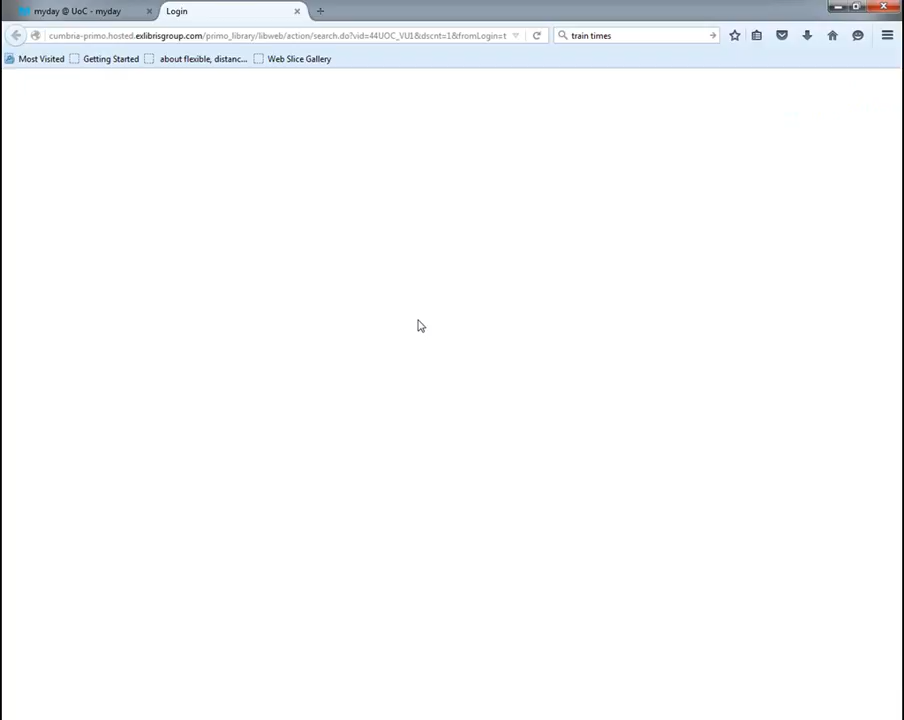 myday @ UoC - myday
Login
cumbria-primo.hosted.exlibrisgroup.com/primo_library/libweb/action/search.do?vid=44UOC_VU1&dscnt=1&fromLogin=t
train times
Most Visited
Getting Started
about flexible, distanc...
Web Slice Gallery